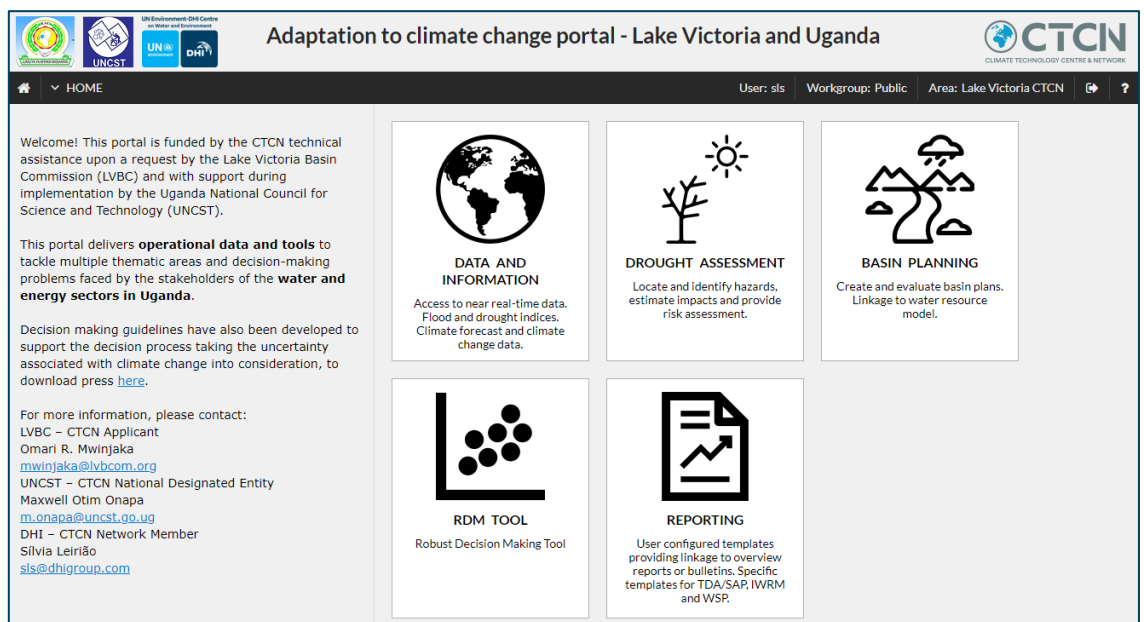 UNCST
UN Environment-DHI Centre
on Water and Environment
UN
DHI
Adaptation to climate change portal - Lake Victoria and Uganda
CTCN
CLIMATE TECHNOLOGY CENTRE & NETWORK
HOME
User: sls
Workgroup: Public
Area: Lake Victoria CTCN
?
Welcome! This portal is funded by the CTCN technical
assistance upon a request by the Lake Victoria Basin
Commission (LVBC) and with support during
implementation by the Uganda National Council for
Science and Technology (UNCST).
This portal delivers operational data and tools to
tackle multiple thematic areas and decision-making
problems faced by the stakeholders of the water and
energy sectors in Uganda.
Decision making guidelines have also been developed to
support the decision process taking the uncertainty
associated with climate change into consideration, to
download press here.
For more information, please contact:
LVBC – CTCN Applicant
Omari R. Mwinjaka
mwinjaka@lvbcom.org
UNCST – CTCN National Designated Entity
Maxwell Otim Onapa
m.onapa@uncst.go.ug
DHI – CTCN Network Member
Sílvia Leirião
sls@dhigroup.com
DATA AND
INFORMATION
Access to near real-time data.
Flood and drought indices.
Climate forecast and climate
change data.
DROUGHT ASSESSMENT
Locate and identify hazards,
estimate impacts and provide
risk assessment.
BASIN PLANNING
Create and evaluate basin plans.
Linkage to water resource
model.
RDM TOOL
Robust Decision Making Tool
REPORTING
User configured templates
providing linkage to overview
reports or bulletins. Specific
templates for TDA/SAP, IWRM
and WSP.